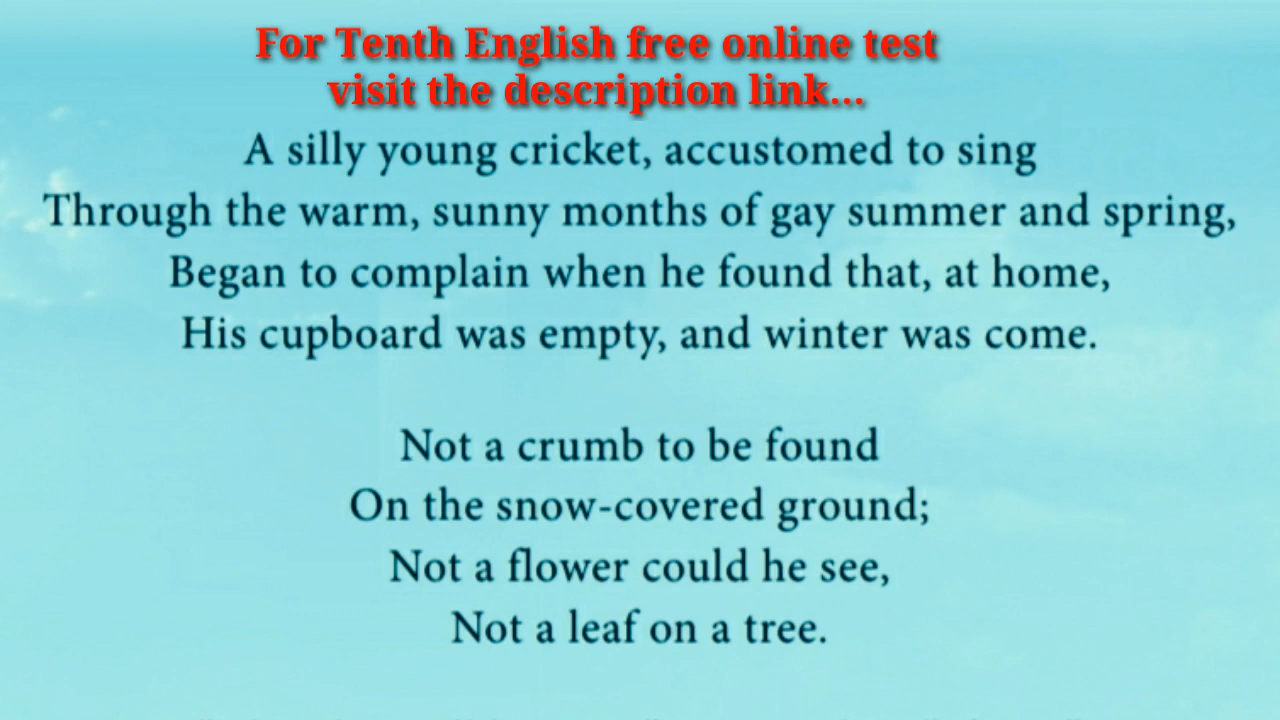 For Tenth English free online test
visit the description link...
A silly young cricket, accustomed to sing
Through the warm, sunny months of gay summer and spring,
Began to complain when he found that, at home,
His cupboard was empty, and winter was come.
Not a crumb to be found
On the snow-covered ground;
Not a flower could he see,
Not a leaf on a tree.